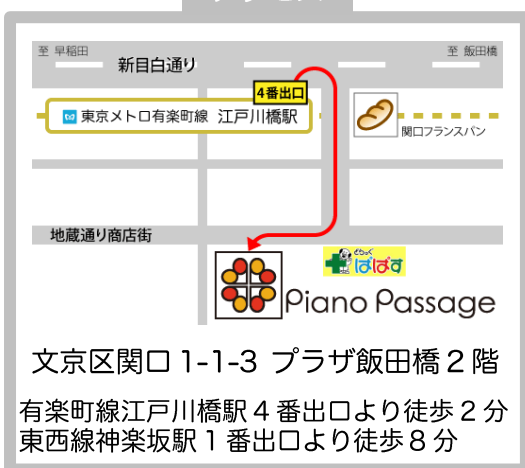 至 早稲田
至 飯田橋
新目白通り
4番出口
東京メトロ有楽町線 江戸川橋駅
関口フランスパン
地蔵通り商店街
どらっぐ
ぱぱす
Piano Passage
文京区関口1-1-3 プラザ飯田橋2階
有楽町線江戸川橋駅4番出口より徒歩2分
東西線神楽坂駅1番出口より徒歩8分